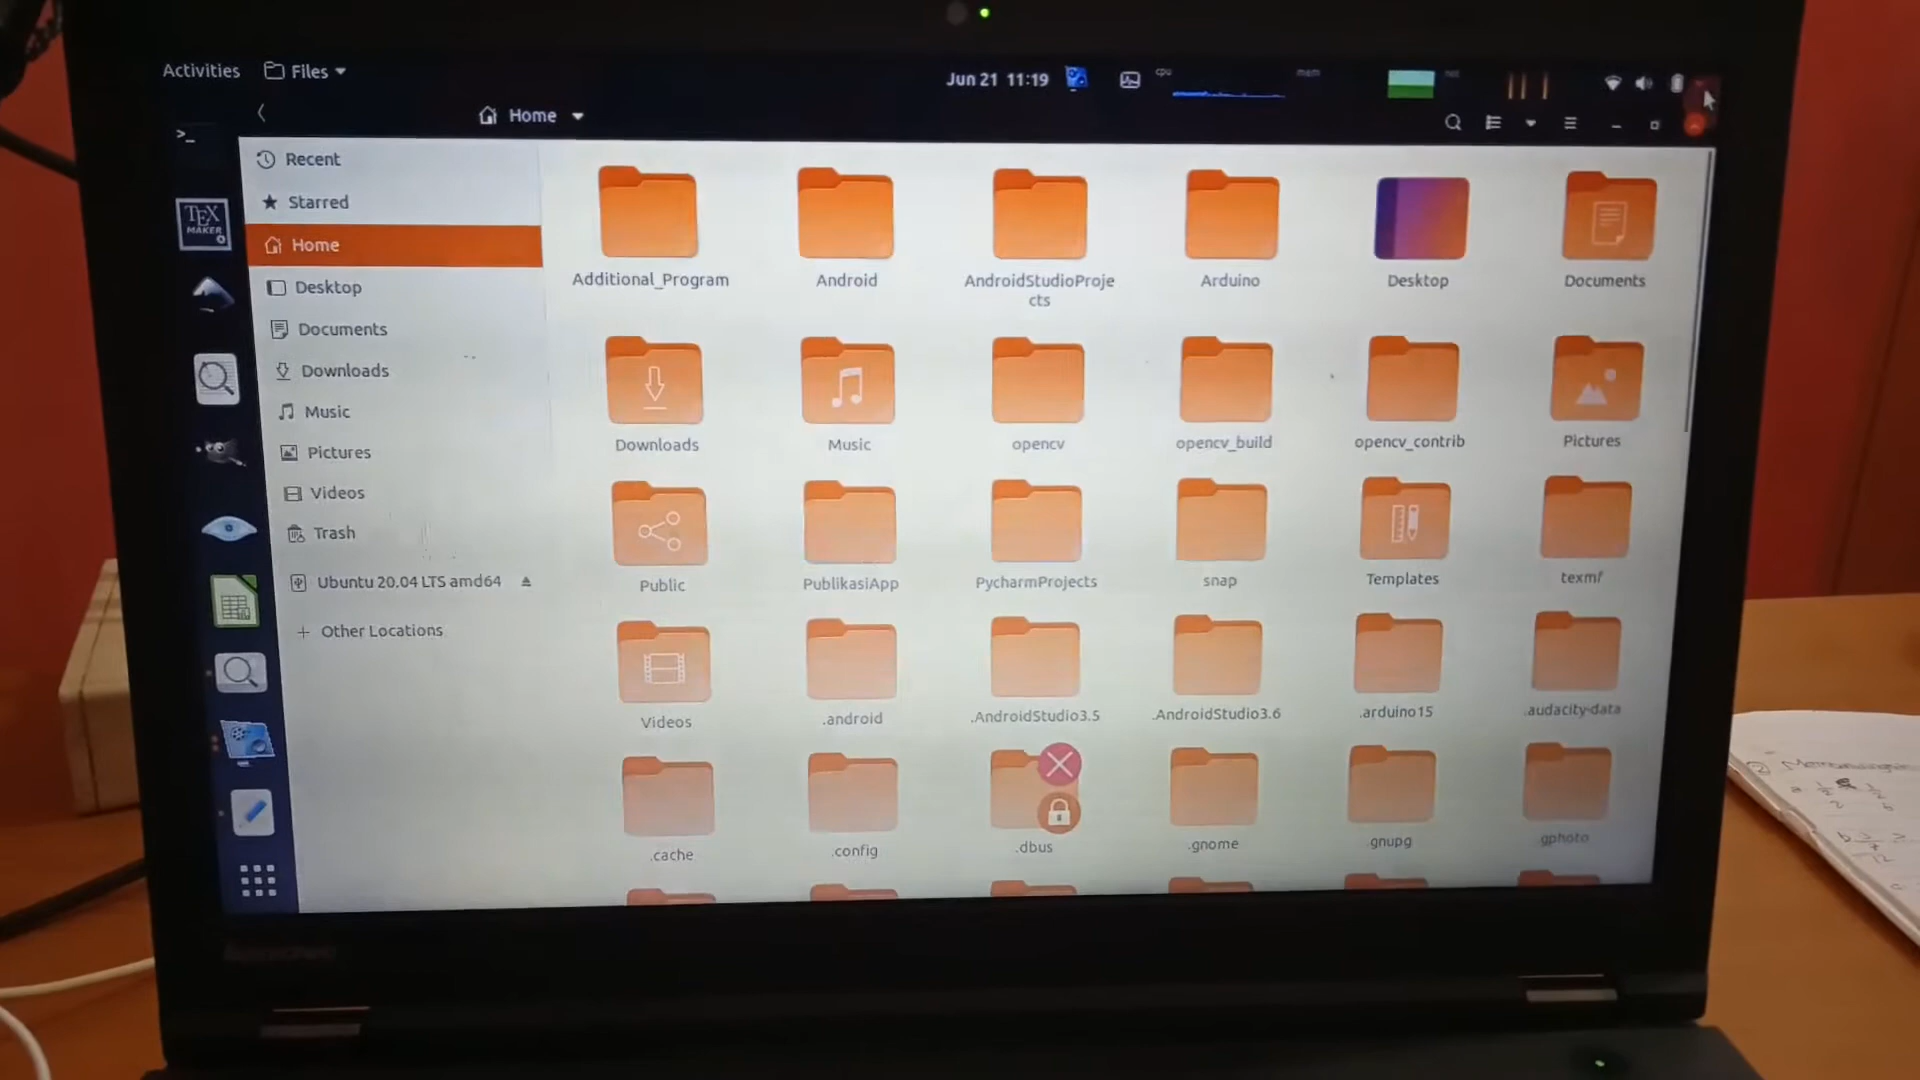 Activities
Files
Jun 21 11:19
cpu
mem
net
Home
>_
TEX
MAKER
Recent
Starred
Home
Desktop
Documents
Downloads
Music
Pictures
Videos
Trash
Ubuntu 20.04 LTS amd64
Other Locations
Additional_Program
Android
AndroidStudioProje
cts
Arduino
Desktop
Documents
Downloads
Music
opencv
opencv_build
opencv_contrib
Pictures
Public
PublikasiApp
PycharmProjects
snap
Templates
texmf
Videos
.android
.AndroidStudio3.5
.AndroidStudio3.6
.arduino15
.audacity-data
.cache
.config
.dbus
.gnome
.gnupg
.gphoto